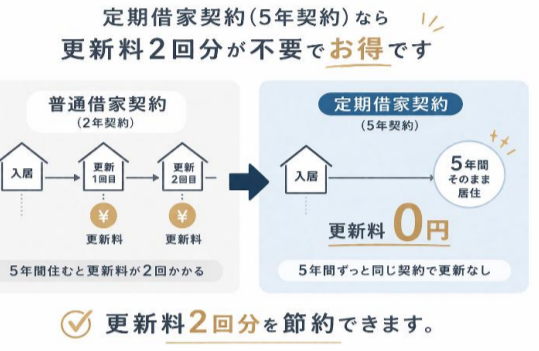 定期借家契約(5年契約)なら
更新料2回分が不要でお得です
普通借家契約
(2年契約)
入居
更新
1回目
更新
2回目
¥
¥
更新料
更新料
5年間住むと更新料が2回かかる
定期借家契約
(5年契約)
入居
5年間
そのまま
居住
更新料0円
5年間ずっと同じ契約で更新なし
更新料2回分を節約できます。